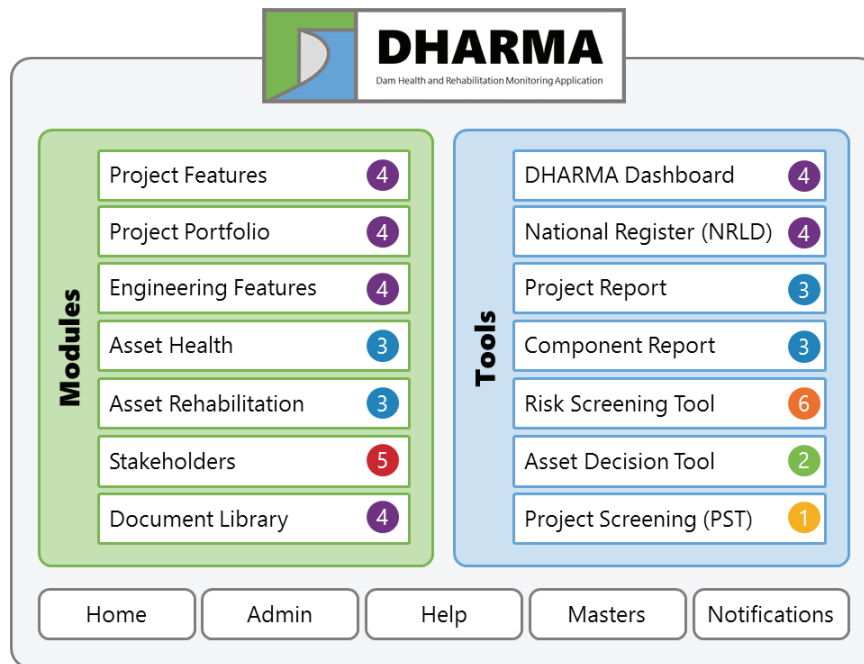 DHARMA
Dam Health and Rehabilitation Monitoring Application
Modules
Project Features 4
Project Portfolio 4
Engineering Features 4
Asset Health 3
Asset Rehabilitation 3
Stakeholders 5
Document Library 4
Tools
DHARMA Dashboard 4
National Register (NRLD) 4
Project Report 3
Component Report 3
Risk Screening Tool 6
Asset Decision Tool 2
Project Screening (PST) 1
Home Admin Help Masters Notifications